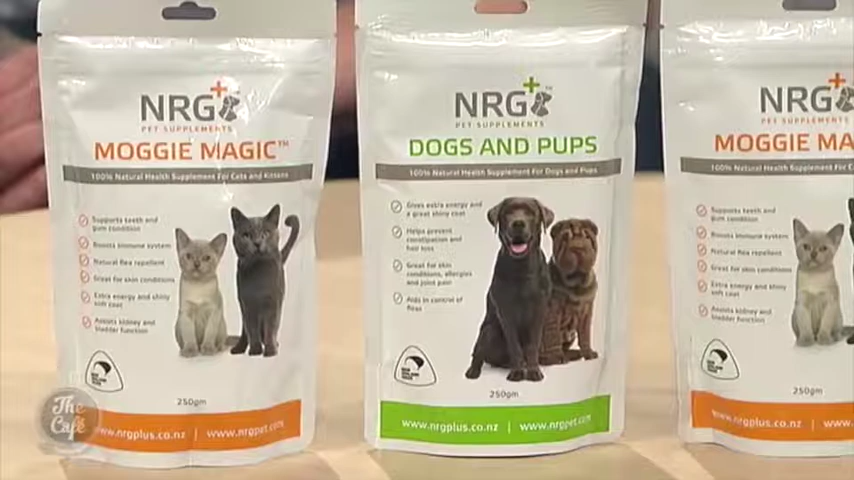 NRG+
PET SUPPLEMENTS
MOGGIE MAGIC™
100% Natural Health Supplement For Cats and Kittens
Supports teeth and
gum condition
Boosts immune system
Natural flea repellent
Great for skin conditions
Extra energy and shiny
soft coat
Assists kidney and
bladder function
250gm
www.nrgplus.co.nz | www.nrgpet.com
The
Café
NRG+
PET SUPPLEMENTS
DOGS AND PUPS
100% Natural Health Supplement For Dogs and Pups
Gives extra energy and
a great shiny coat
Helps prevent
constipation and
hair loss
Great for skin
conditions, allergies
and joint pain
Aids in control of
fleas
250gm
www.nrgplus.co.nz | www.nrgpet.com
NRG+
PET SUPPLEMENTS
MOGGIE MA
100% Natural Health Supplement For Ca
Supports teeth and
gum condition
Boosts immune system
Natural flea repellent
Great for skin conditions
Extra energy and shiny
soft coat
Assists kidney and
bladder function
250gm
www.nrgplus.co.nz | www.